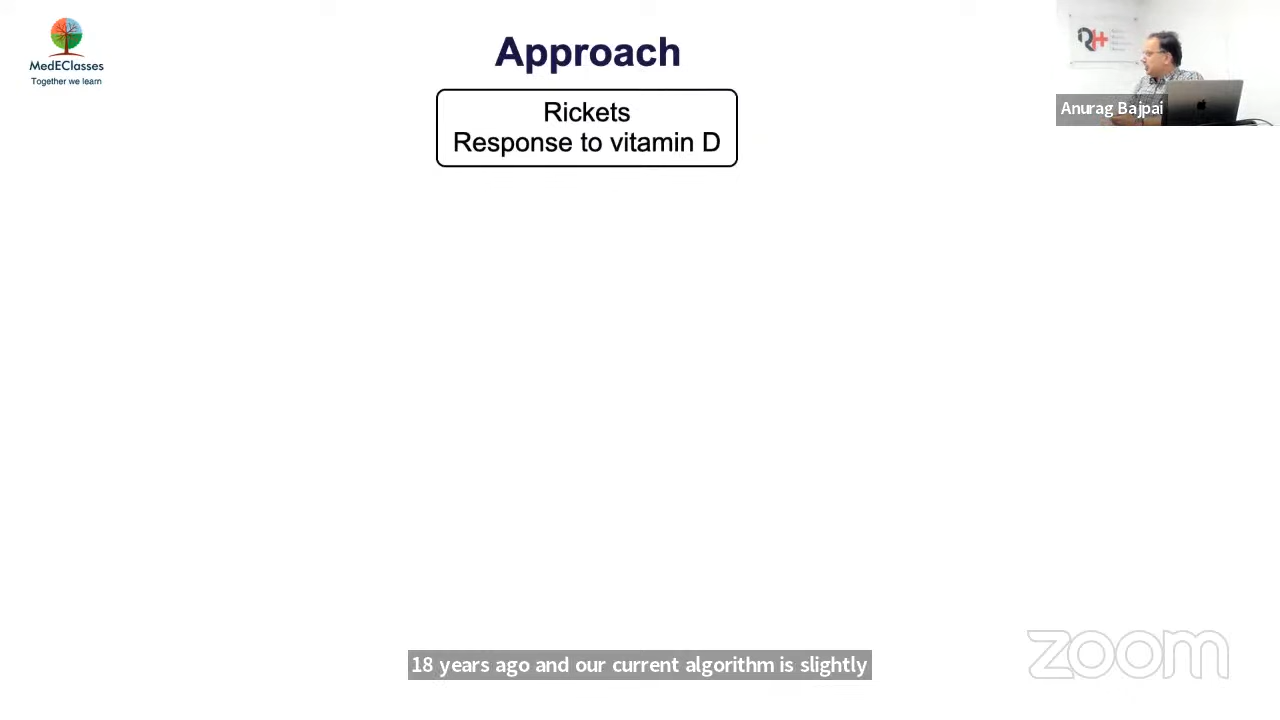 MedEClasses
Together we learn
Approach
Rickets
Response to vitamin D
Anurag Bajpai
18 years ago and our current algorithm is slightly
zoom